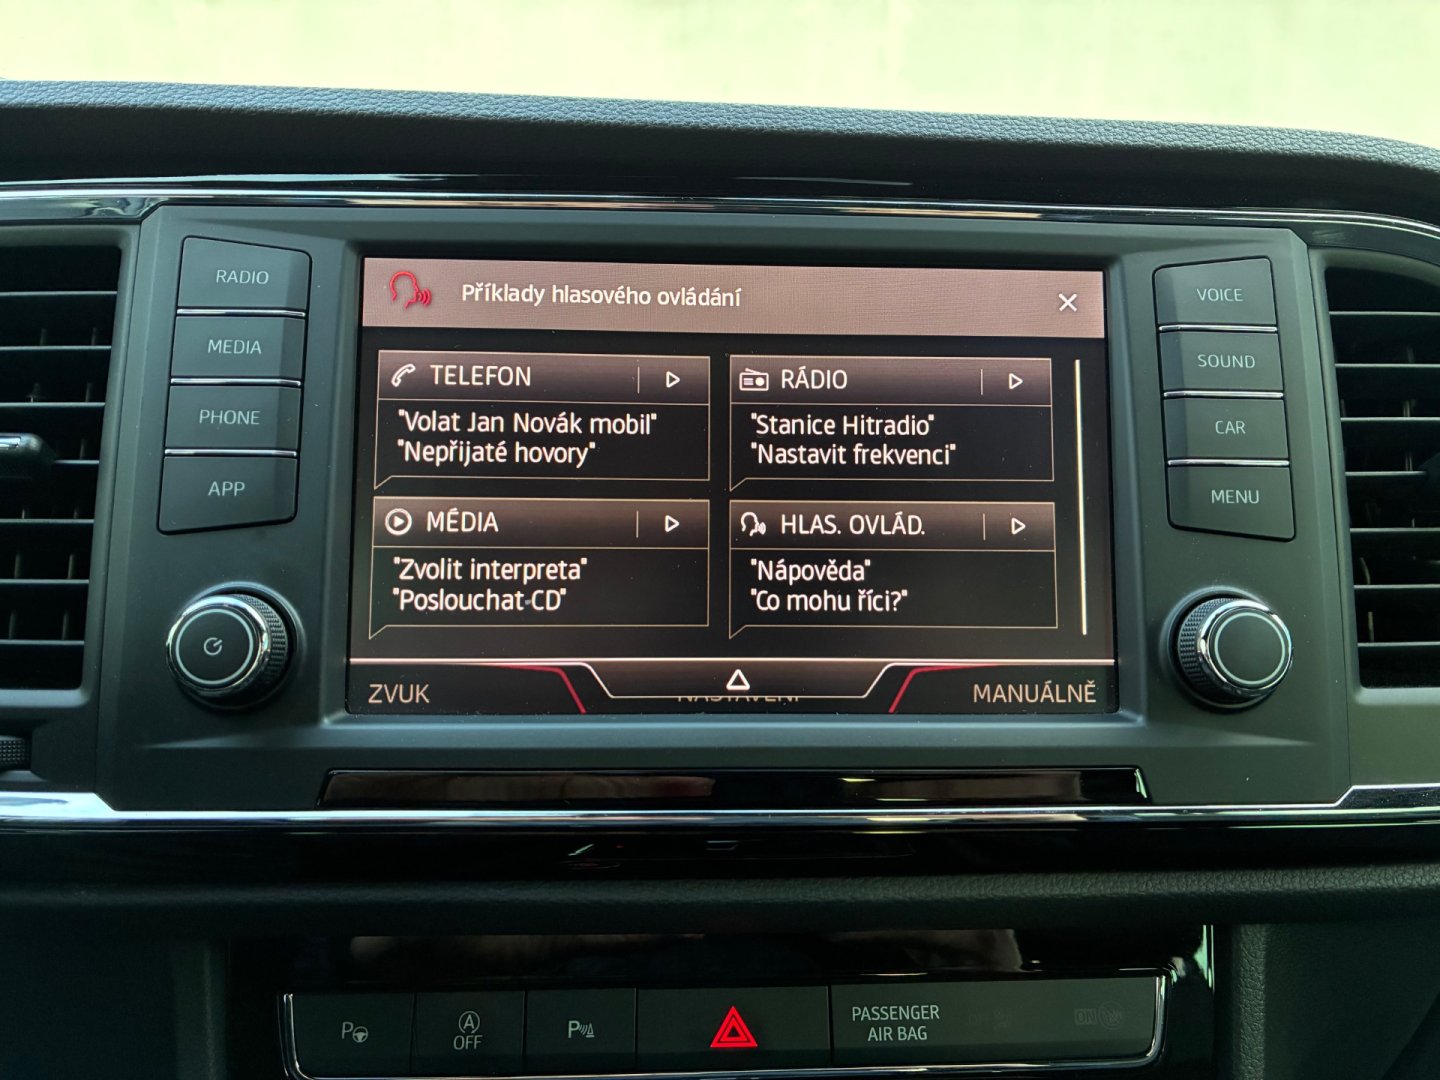 RADIO
MEDIA
PHONE
APP
Příklady hlasového ovládání
TELEFON
"Volat Jan Novák mobil"
"Nepřijaté hovory"
RÁDIO
"Stanice Hitradio"
"Nastavit frekvenci"
MÉDIA
"Zvolit interpreta"
"Poslouchat CD"
HLAS. OVLÁD.
"Nápověda"
"Co mohu říci?"
ZVUK
MANUÁLNĚ
VOICE
SOUND
CAR
MENU
P
A
OFF
P
PASSENGER
AIR BAG
ON